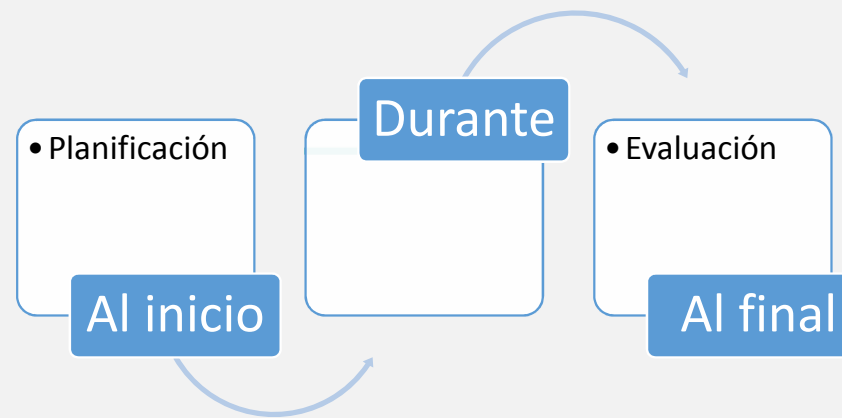 • Planificación
Al inicio
Durante
• Evaluación
Al final